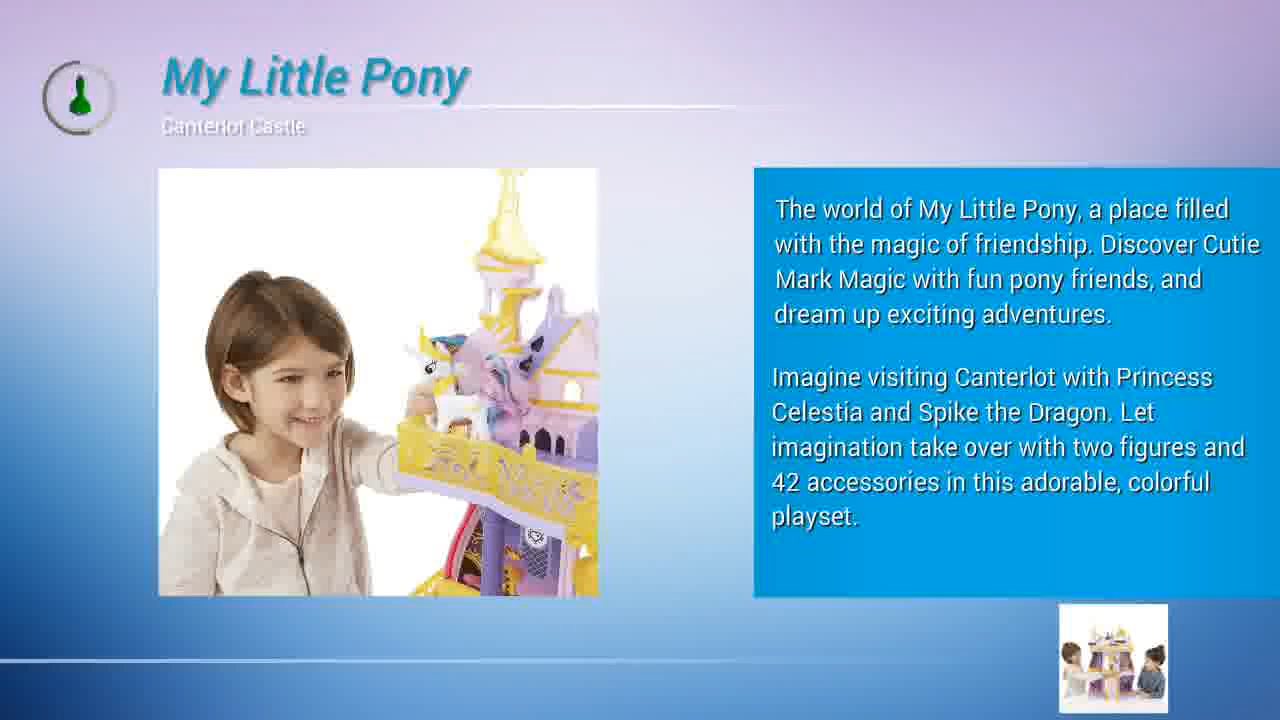 My Little Pony
Canterlot Castle
The world of My Little Pony, a place filled
with the magic of friendship. Discover Cutie
Mark Magic with fun pony friends, and
dream up exciting adventures.
Imagine visiting Canterlot with Princess
Celestia and Spike the Dragon. Let
imagination take over with two figures and
42 accessories in this adorable, colorful
playset.